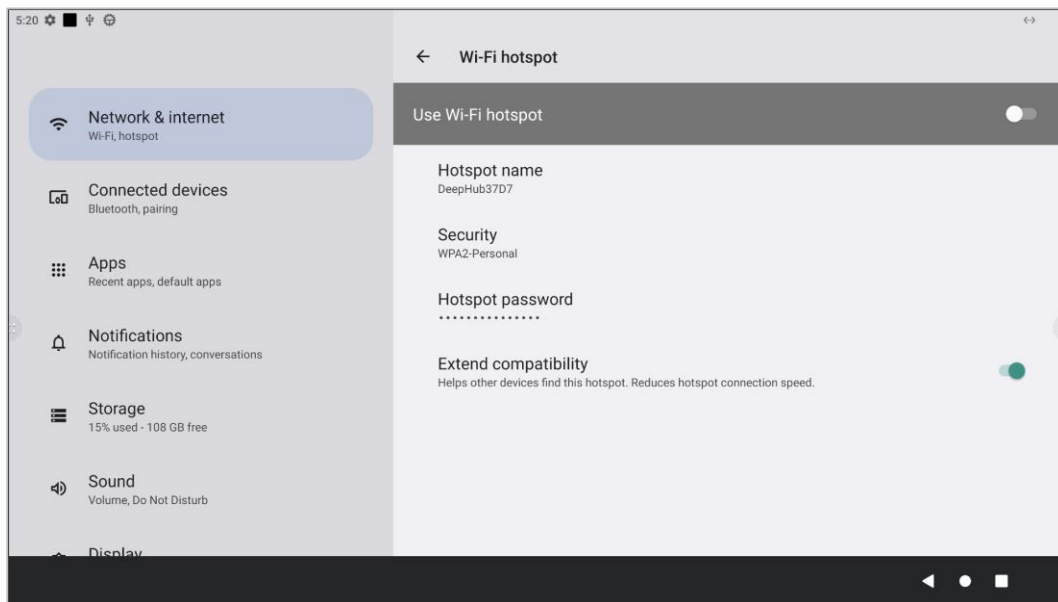 5:20
Wi-Fi hotspot
Network & internet
Wi-Fi, hotspot
Connected devices
Bluetooth, pairing
Apps
Recent apps, default apps
Notifications
Notification history, conversations
Storage
15% used - 108 GB free
Sound
Volume, Do Not Disturb
Display
Use Wi-Fi hotspot
Hotspot name
DeepHub37D7
Security
WPA2-Personal
Hotspot password
•••••••••••••••
Extend compatibility
Helps other devices find this hotspot. Reduces hotspot connection speed.